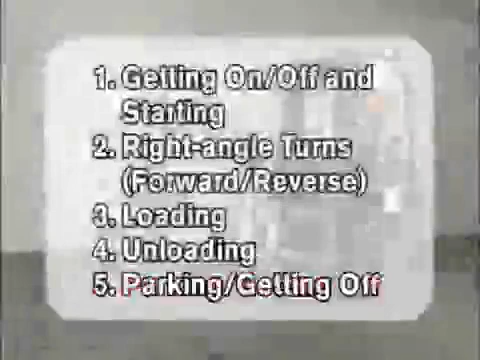 1. Getting On/Off and
Starting
2. Right-angle Turns
(Forward/Reverse)
3. Loading
4. Unloading
5. Parking/Getting Off